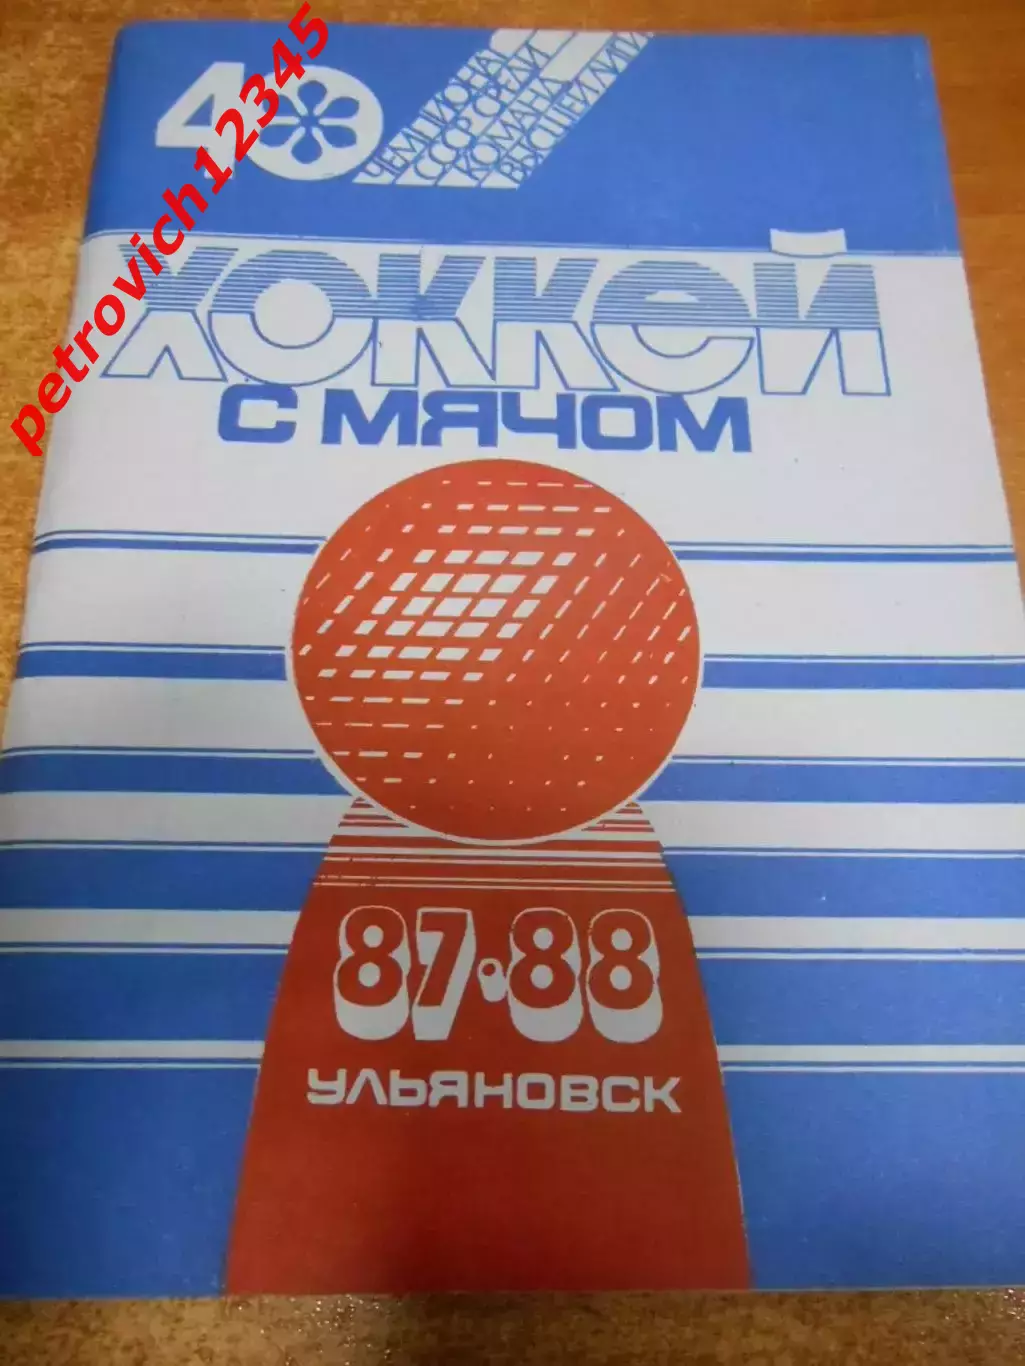 petrovich12345
40
ЧЕМПИОНАТ
СССР СРЕДИ
КОМАНД
ВЫСШЕЙ ЛИГИ
ХОККЕЙ
С МЯЧОМ
87·88
УЛЬЯНОВСК